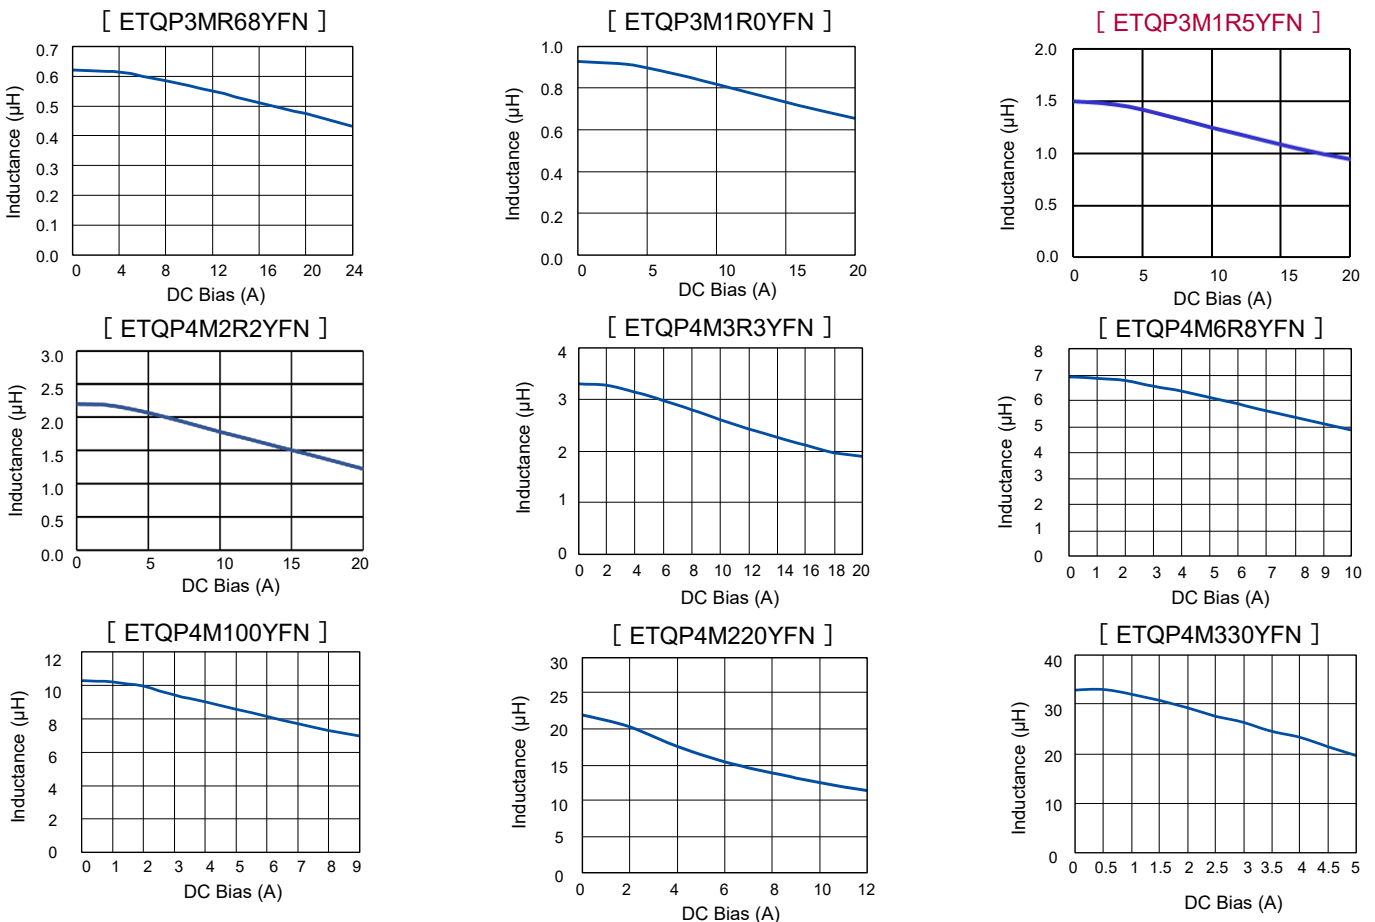 [ ETQP3MR68YFN ]
0.7
0.6
0.5
0.4
0.3
0.2
0.1
0.0
Inductance (μH)
0 4 8 12 16 20 24
DC Bias (A)
[ ETQP3M1R0YFN ]
1.0
0.8
0.6
0.4
0.2
0.0
Inductance (μH)
0 5 10 15 20
DC Bias (A)
[ ETQP3M1R5YFN ]
2.0
1.5
1.0
0.5
0.0
Inductance (μH)
0 5 10 15 20
DC Bias (A)
[ ETQP4M2R2YFN ]
3.0
2.5
2.0
1.5
1.0
0.5
0.0
Inductance (μH)
0 5 10 15 20
DC Bias (A)
[ ETQP4M3R3YFN ]
4
3
2
1
0
Inductance (μH)
0 2 4 6 8 10 12 14 16 18 20
DC Bias (A)
[ ETQP4M6R8YFN ]
8
7
6
5
4
3
2
1
0
Inductance (μH)
0 1 2 3 4 5 6 7 8 9 10
DC Bias (A)
[ ETQP4M100YFN ]
12
10
8
6
4
2
0
Inductance (μH)
0 1 2 3 4 5 6 7 8 9
DC Bias (A)
[ ETQP4M220YFN ]
30
25
20
15
10
5
0
Inductance (μH)
0 2 4 6 8 10 12
DC Bias (A)
[ ETQP4M330YFN ]
40
30
20
10
0
Inductance (μH)
0 0.5 1 1.5 2 2.5 3 3.5 4 4.5 5
DC Bias (A)